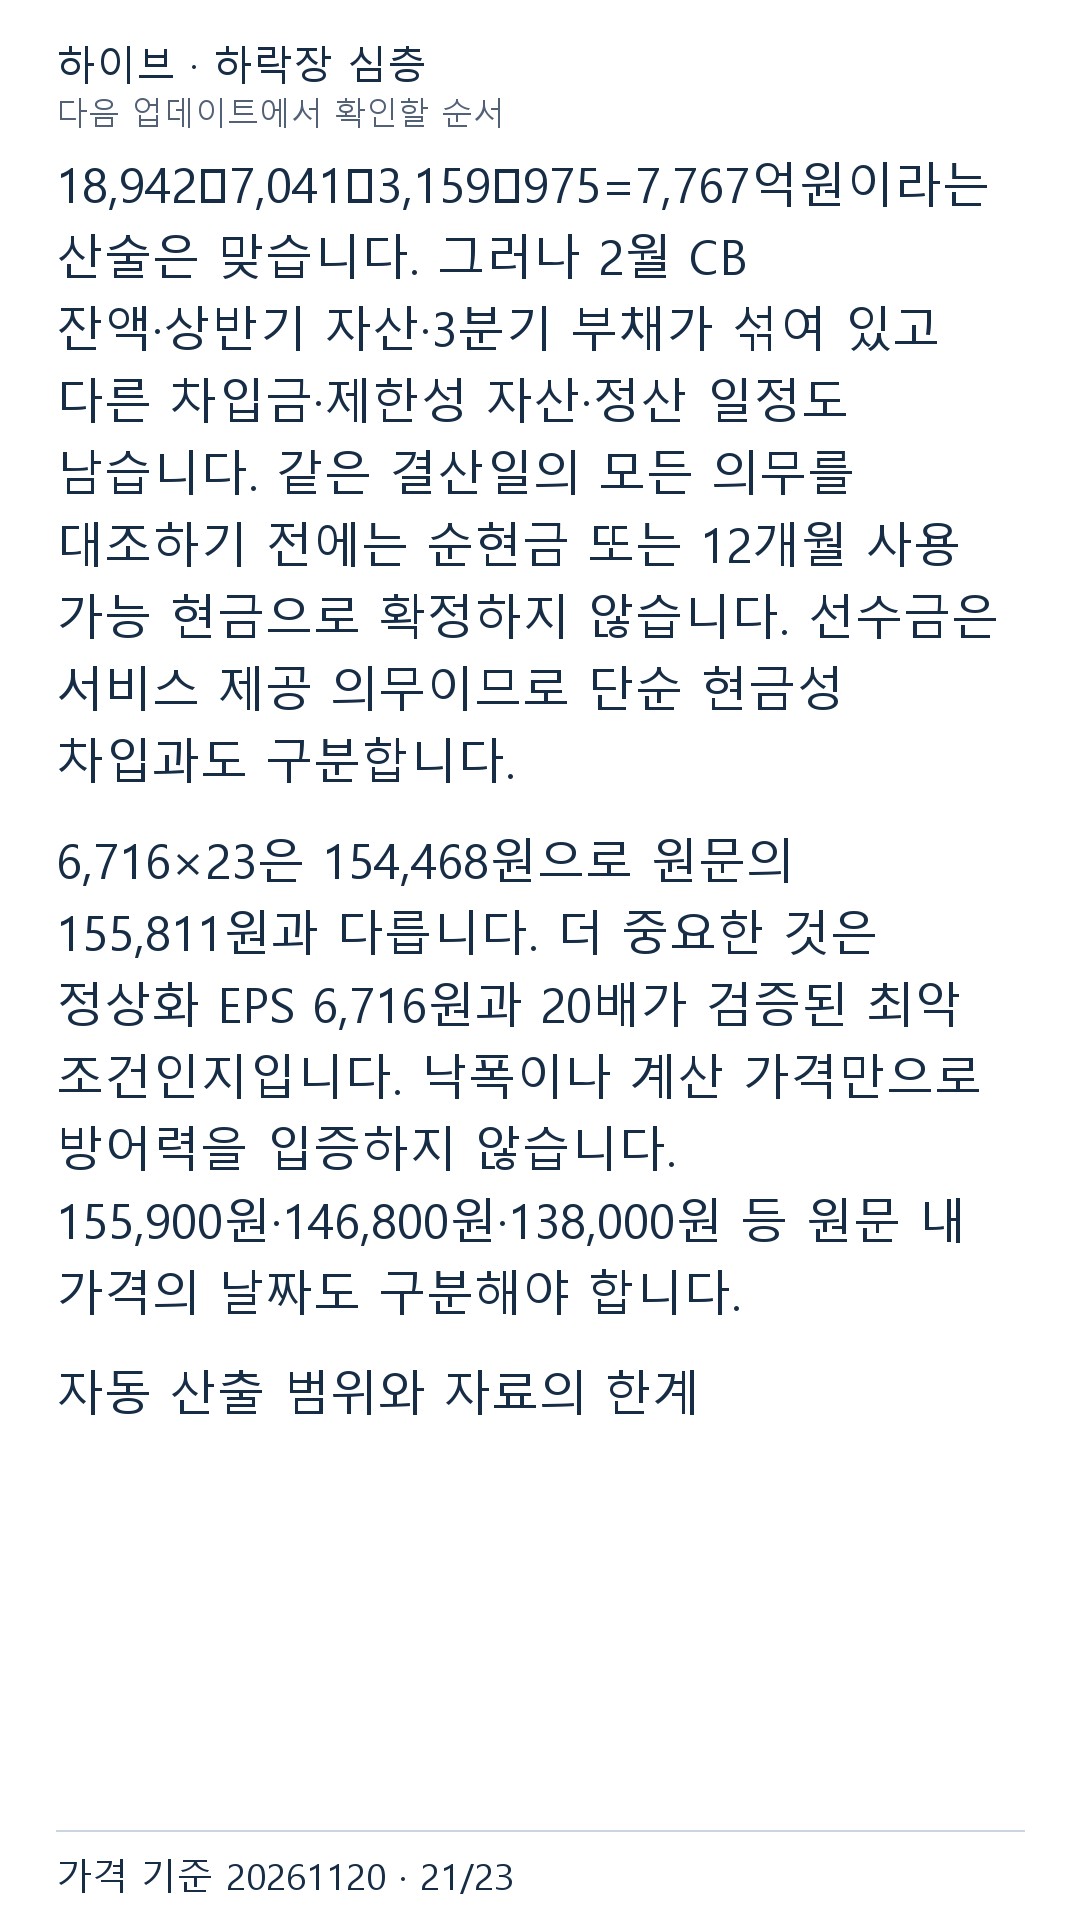 하이브 · 하락장 심층
다음 업데이트에서 확인할 순서
18,942□7,041□3,159□975=7,767억원이라는
산술은 맞습니다. 그러나 2월 CB
잔액·상반기 자산·3분기 부채가 섞여 있고
다른 차입금·제한성 자산·정산 일정도
남습니다. 같은 결산일의 모든 의무를
대조하기 전에는 순현금 또는 12개월 사용
가능 현금으로 확정하지 않습니다. 선수금은
서비스 제공 의무이므로 단순 현금성
차입과도 구분합니다.
6,716×23은 154,468원으로 원문의
155,811원과 다릅니다. 더 중요한 것은
정상화 EPS 6,716원과 20배가 검증된 최악
조건인지입니다. 낙폭이나 계산 가격만으로
방어력을 입증하지 않습니다.
155,900원·146,800원·138,000원 등 원문 내
가격의 날짜도 구분해야 합니다.
자동 산출 범위와 자료의 한계
가격 기준 20261120 · 21/23